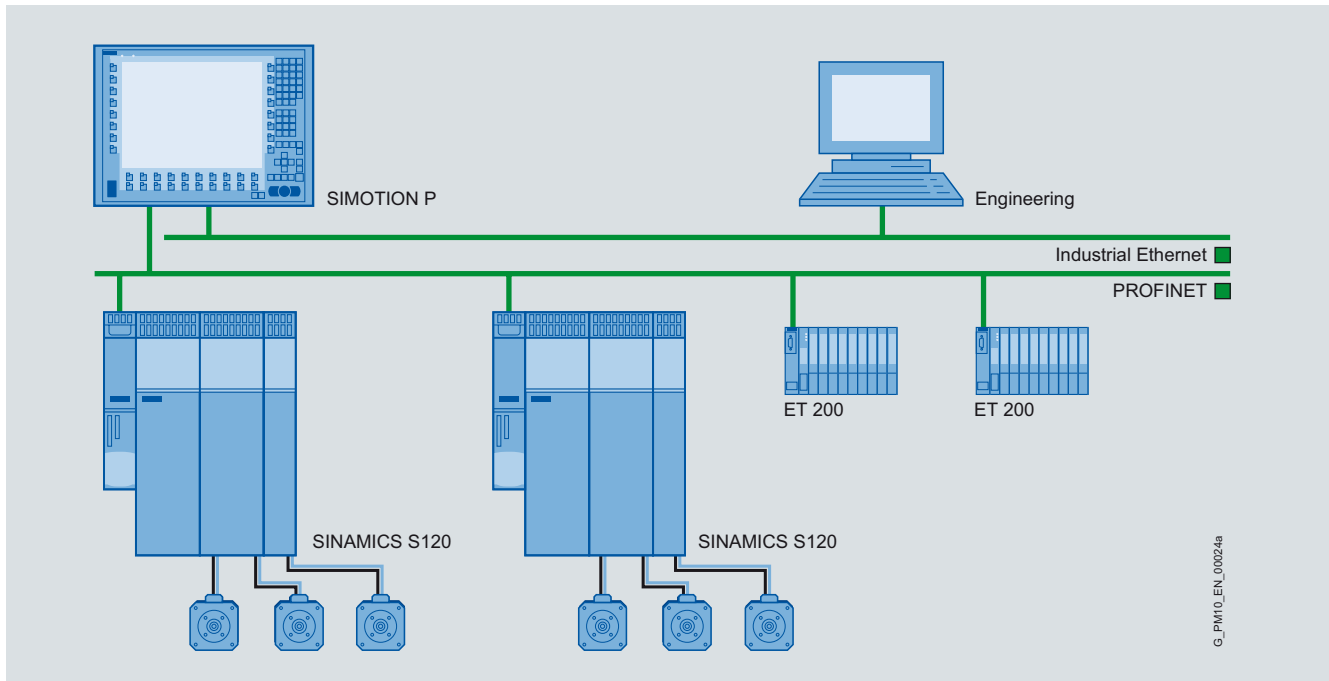 SIMOTION P
Engineering
Industrial Ethernet
PROFINET
ET 200
ET 200
SINAMICS S120
SINAMICS S120
G_PM10_EN_00024a